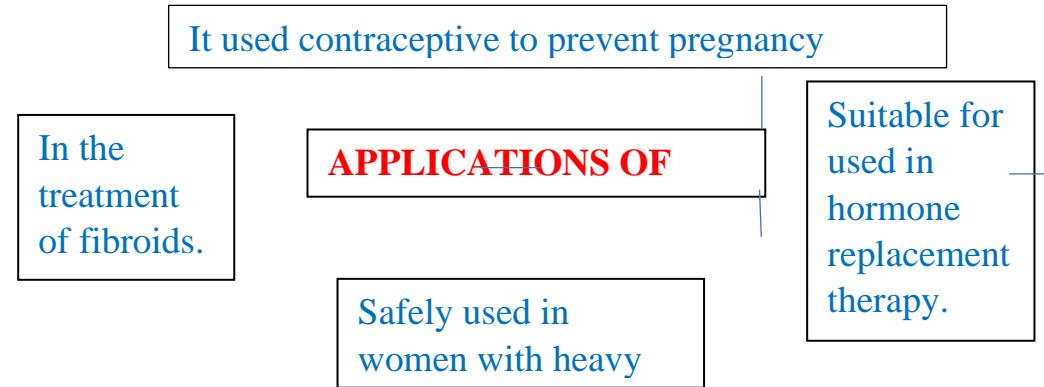 It used contraceptive to prevent pregnancy
In the
treatment
of fibroids.
APPLICATIONS OF
Suitable for
used in
hormone
replacement
therapy.
Safely used in
women with heavy